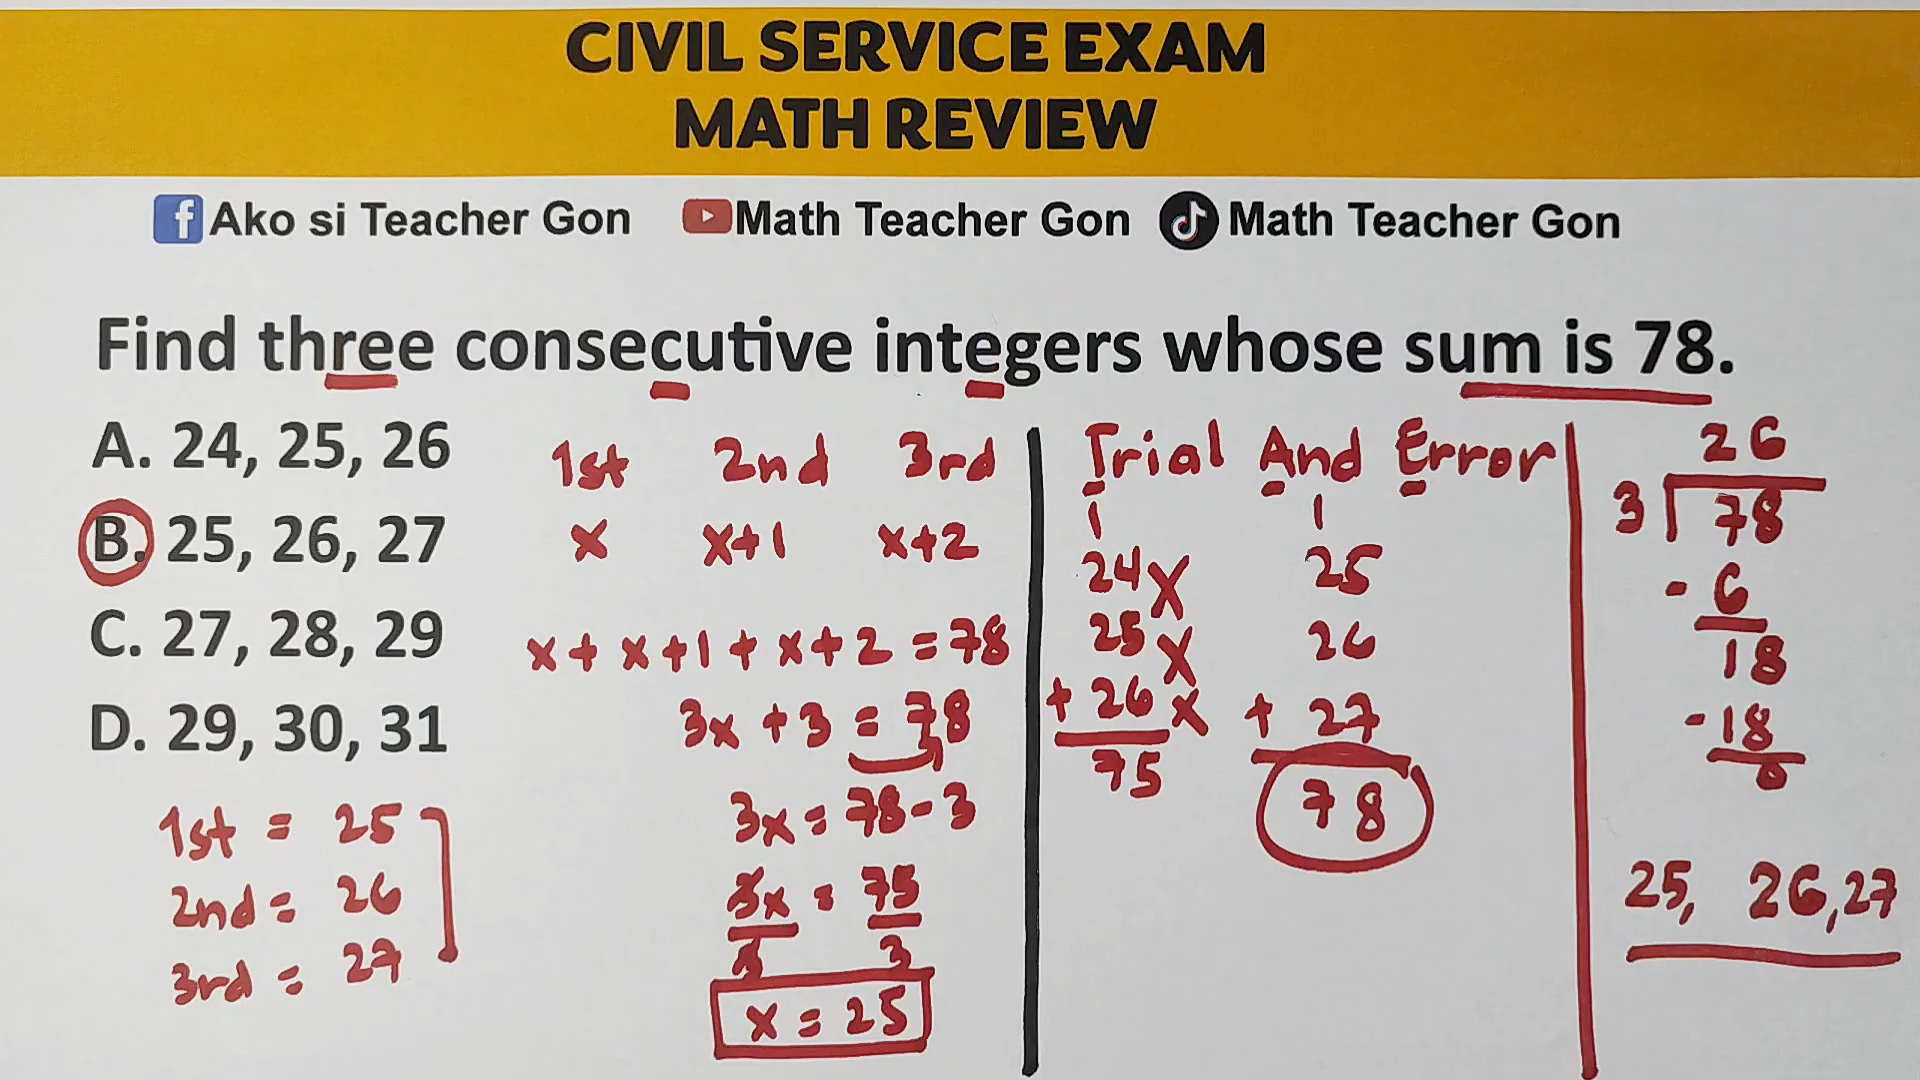 CIVIL SERVICE EXAM
MATH REVIEW
Ako si Teacher Gon Math Teacher Gon Math Teacher Gon
Find three consecutive integers whose sum is 78.
A. 24, 25, 26
B. 25, 26, 27
C. 27, 28, 29
D. 29, 30, 31
1st = 25
2nd = 26
3rd = 27
1st 2nd 3rd
x x+1 x+2
x + x+1 + x+2 = 78
3x + 3 = 78
3x = 78 - 3
3x = 75
3 3
x = 25
Trial And Error
1 1
24 x 25
25 x 26
+ 26 x + 27
75 78
26
3 78
- 6
18
- 18
0
25, 26, 27